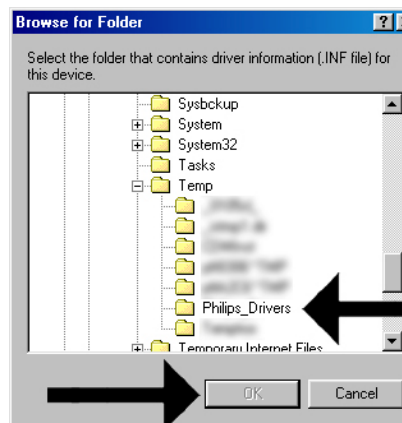 Browse for Folder
Select the folder that contains driver information (.INF file) for
this device.
Sysbckup
System
System32
Tasks
Temp
Philips_Drivers
Temporary Internet Files
OK
Cancel